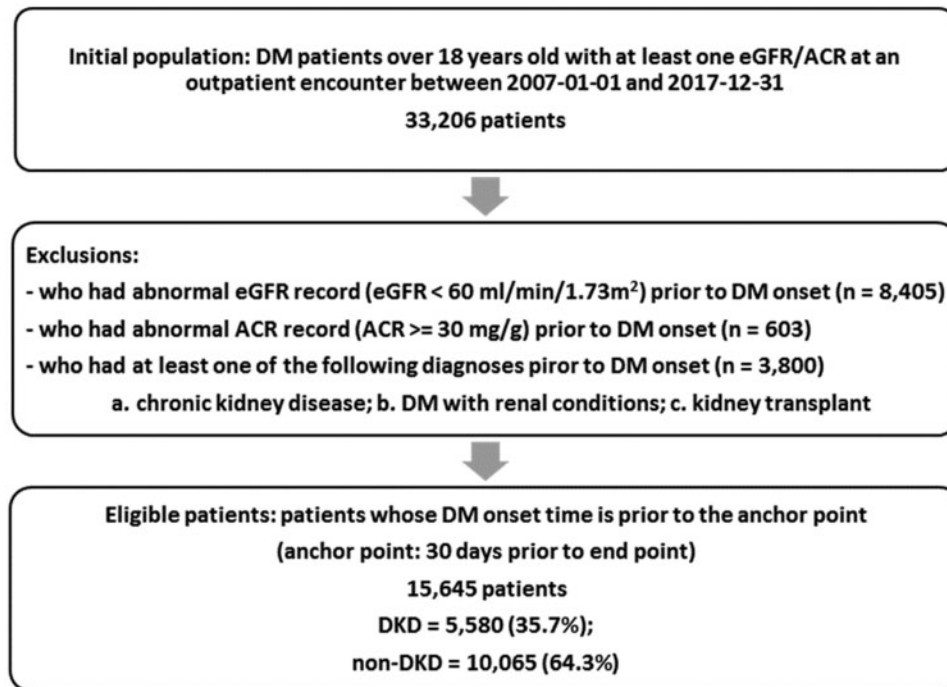 Initial population: DM patients over 18 years old with at least one eGFR/ACR at an
outpatient encounter between 2007-01-01 and 2017-12-31
33,206 patients
Exclusions:
- who had abnormal eGFR record (eGFR < 60 ml/min/1.73m²) prior to DM onset (n = 8,405)
- who had abnormal ACR record (ACR >= 30 mg/g) prior to DM onset (n = 603)
- who had at least one of the following diagnoses piror to DM onset (n = 3,800)
a. chronic kidney disease; b. DM with renal conditions; c. kidney transplant
Eligible patients: patients whose DM onset time is prior to the anchor point
(anchor point: 30 days prior to end point)
15,645 patients
DKD = 5,580 (35.7%);
non-DKD = 10,065 (64.3%)